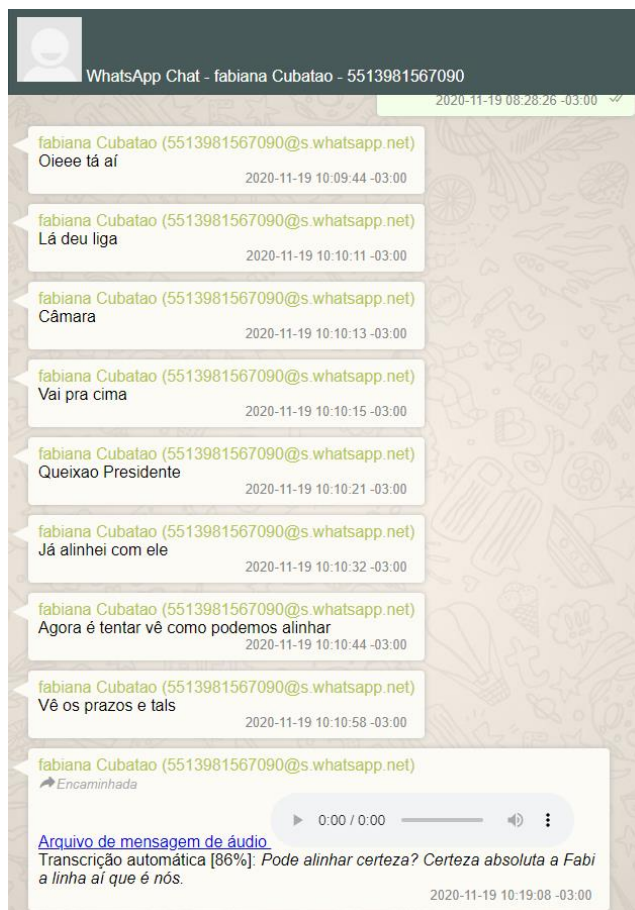 WhatsApp Chat - fabiana Cubatao - 5513981567090
2020-11-19 08:28:26 -03:00
fabiana Cubatao (5513981567090@s.whatsapp.net)
Oieee tá aí
2020-11-19 10:09:44 -03:00
fabiana Cubatao (5513981567090@s.whatsapp.net)
Lá deu liga
2020-11-19 10:10:11 -03:00
fabiana Cubatao (5513981567090@s.whatsapp.net)
Câmara
2020-11-19 10:10:13 -03:00
fabiana Cubatao (5513981567090@s.whatsapp.net)
Vai pra cima
2020-11-19 10:10:15 -03:00
fabiana Cubatao (5513981567090@s.whatsapp.net)
Queixao Presidente
2020-11-19 10:10:21 -03:00
fabiana Cubatao (5513981567090@s.whatsapp.net)
Já alinhei com ele
2020-11-19 10:10:32 -03:00
fabiana Cubatao (5513981567090@s.whatsapp.net)
Agora é tentar vê como podemos alinhar
2020-11-19 10:10:44 -03:00
fabiana Cubatao (5513981567090@s.whatsapp.net)
Vê os prazos e tals
2020-11-19 10:10:58 -03:00
fabiana Cubatao (5513981567090@s.whatsapp.net)
Encaminhada
0:00 / 0:00
Arquivo de mensagem de áudio
Transcrição automática [86%]: Pode alinhar certeza? Certeza absoluta a Fabi
a linha aí que é nós.
2020-11-19 10:19:08 -03:00